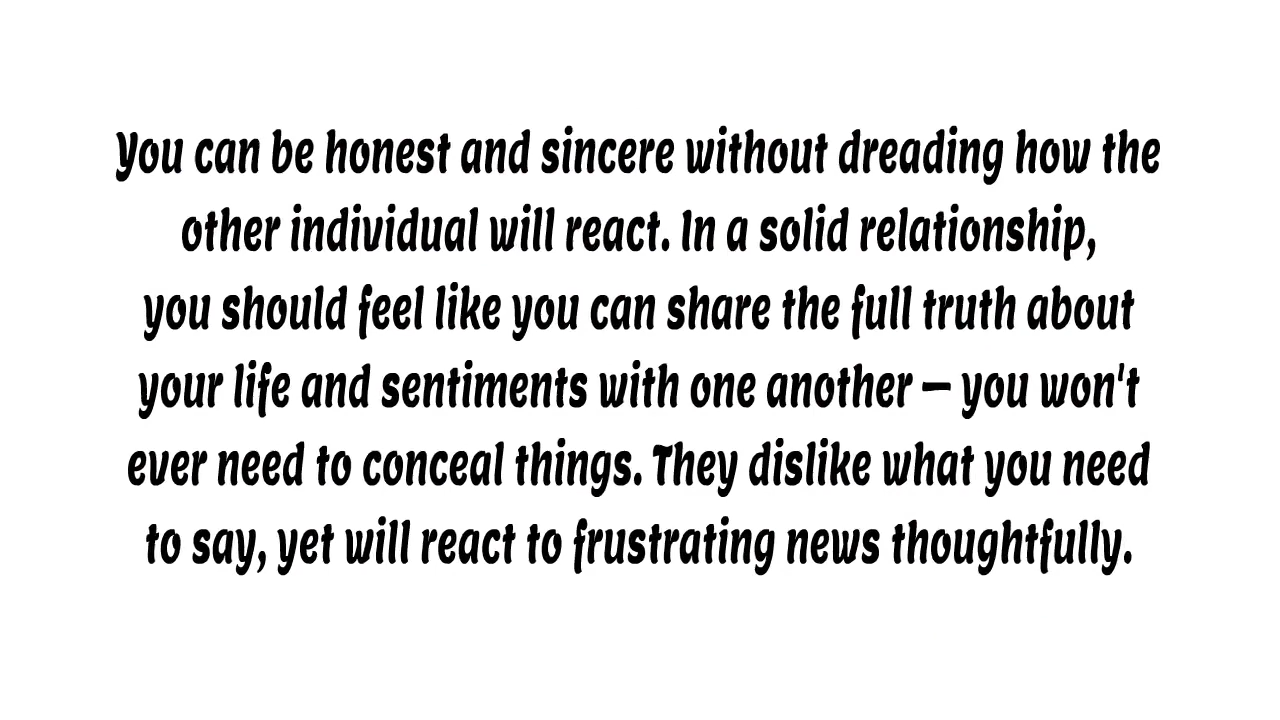 You can be honest and sincere without dreading how the
other individual will react. In a solid relationship,
you should feel like you can share the full truth about
your life and sentiments with one another – you won't
ever need to conceal things. They dislike what you need
to say, yet will react to frustrating news thoughtfully.